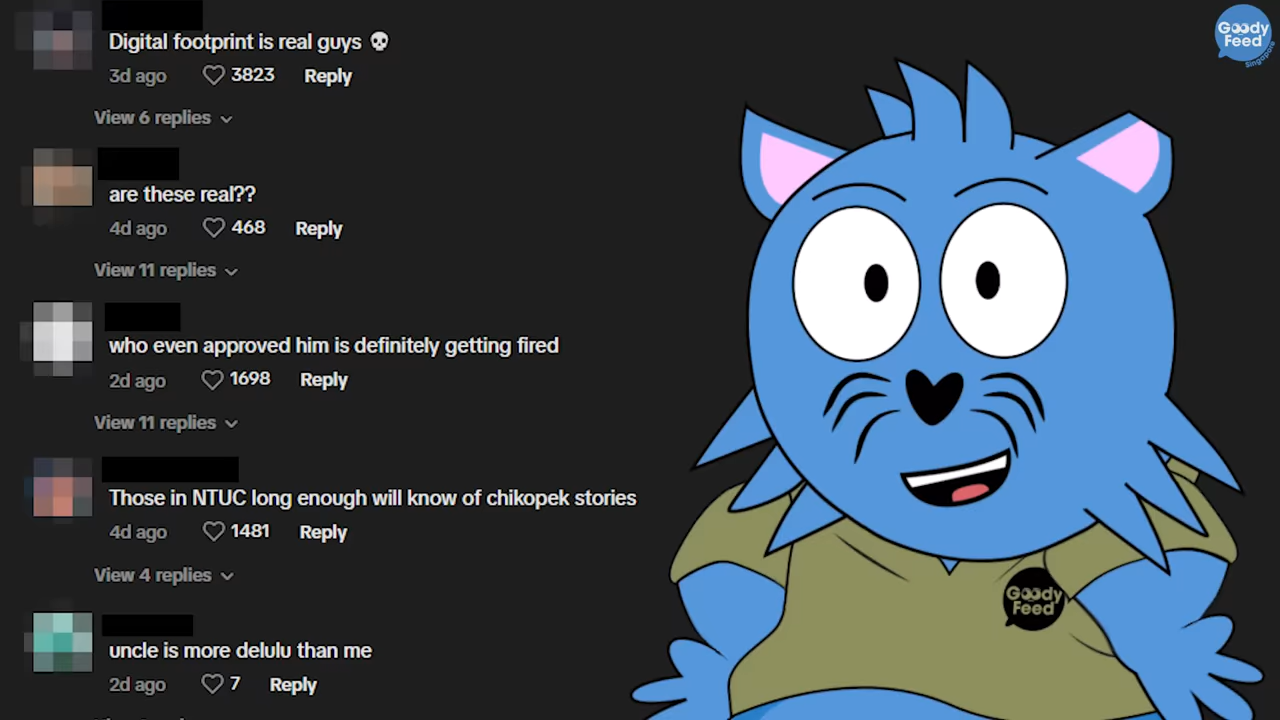 Goody
Feed
Singapore
Digital footprint is real guys 💀
3d ago 3823 Reply
View 6 replies
are these real??
4d ago 468 Reply
View 11 replies
who even approved him is definitely getting fired
2d ago 1698 Reply
View 11 replies
Those in NTUC long enough will know of chikopek stories
4d ago 1481 Reply
View 4 replies
uncle is more delulu than me
2d ago 7 Reply
Goody
Feed